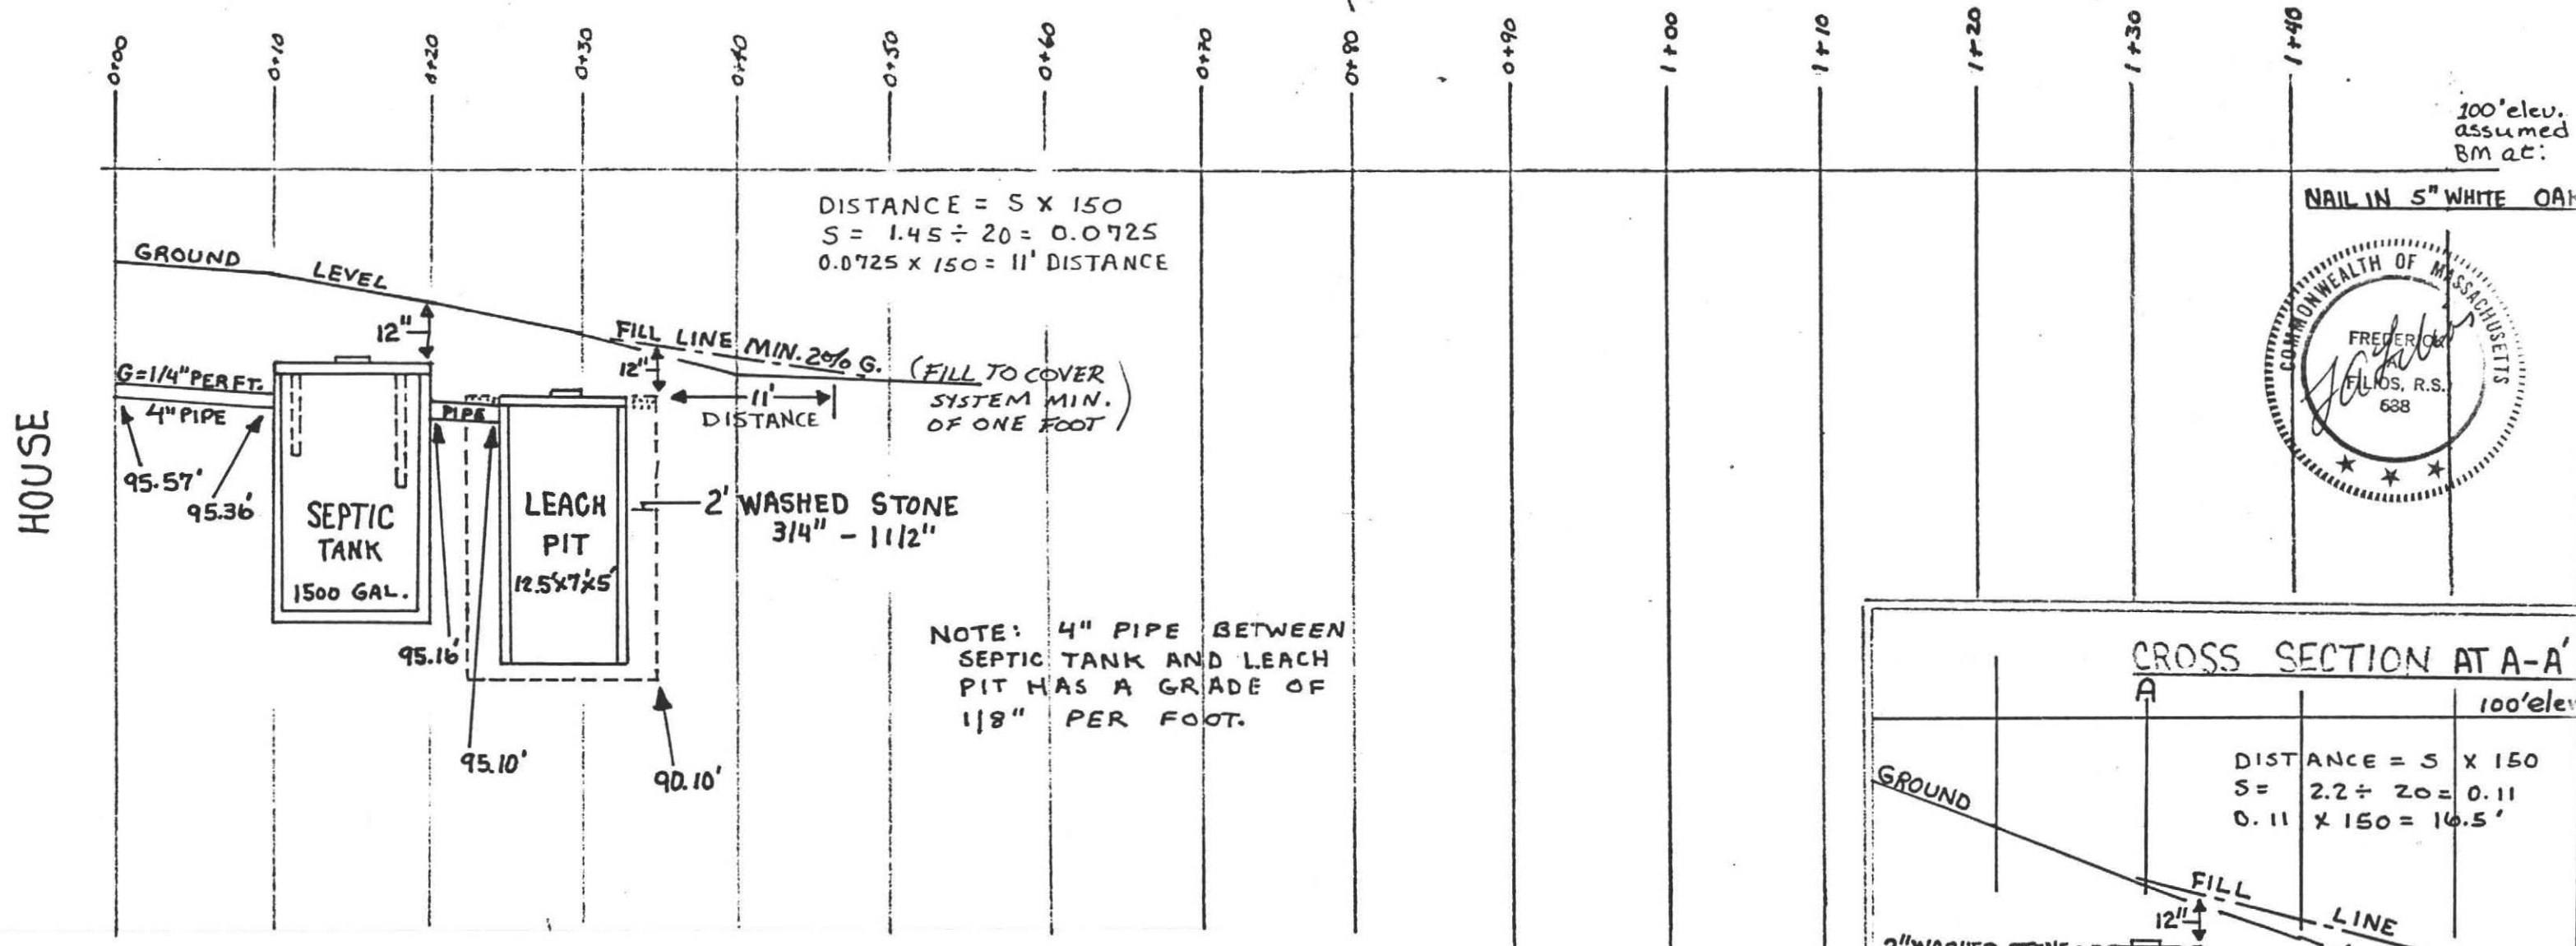 0+00
0+10
0+20
0+30
0+40
0+50
0+60
0+70
0+80
0+90
1+00
1+10
1+20
1+30
1+40
100' elev.
assumed
BM at:
NAIL IN 5" WHITE
DISTANCE = S X 150
S = 1.45 ÷ 20 = 0.0725
0.0725 X 150 = 11' DISTANCE
COMMONWEALTH OF MASSACHUSETTS
FREDERICK
A.
FILIOS, R.S.
688
GROUND LEVEL
12"
FILL LINE MIN. 2% G.
12"
(FILL TO COVER
SYSTEM MIN.
OF ONE FOOT)
11'
DISTANCE
G=1/4" PER FT.
4" PIPE
PIPE
HOUSE
95.57'
95.36'
SEPTIC
TANK
1500 GAL.
LEACH
PIT
12.5'X7'X5'
2' WASHED STONE
3/4" - 1 1/2"
95.16'
95.10'
90.10'
NOTE: 4" PIPE BETWEEN
SEPTIC TANK AND LEACH
PIT HAS A GRADE OF
1/8" PER FOOT.
CROSS SECTION AT A-A'
A
100' elev
DISTANCE = S X 150
S = 2.2 ÷ 20 = 0.11
0.11 X 150 = 16.5'
GROUND
FILL LINE
12"